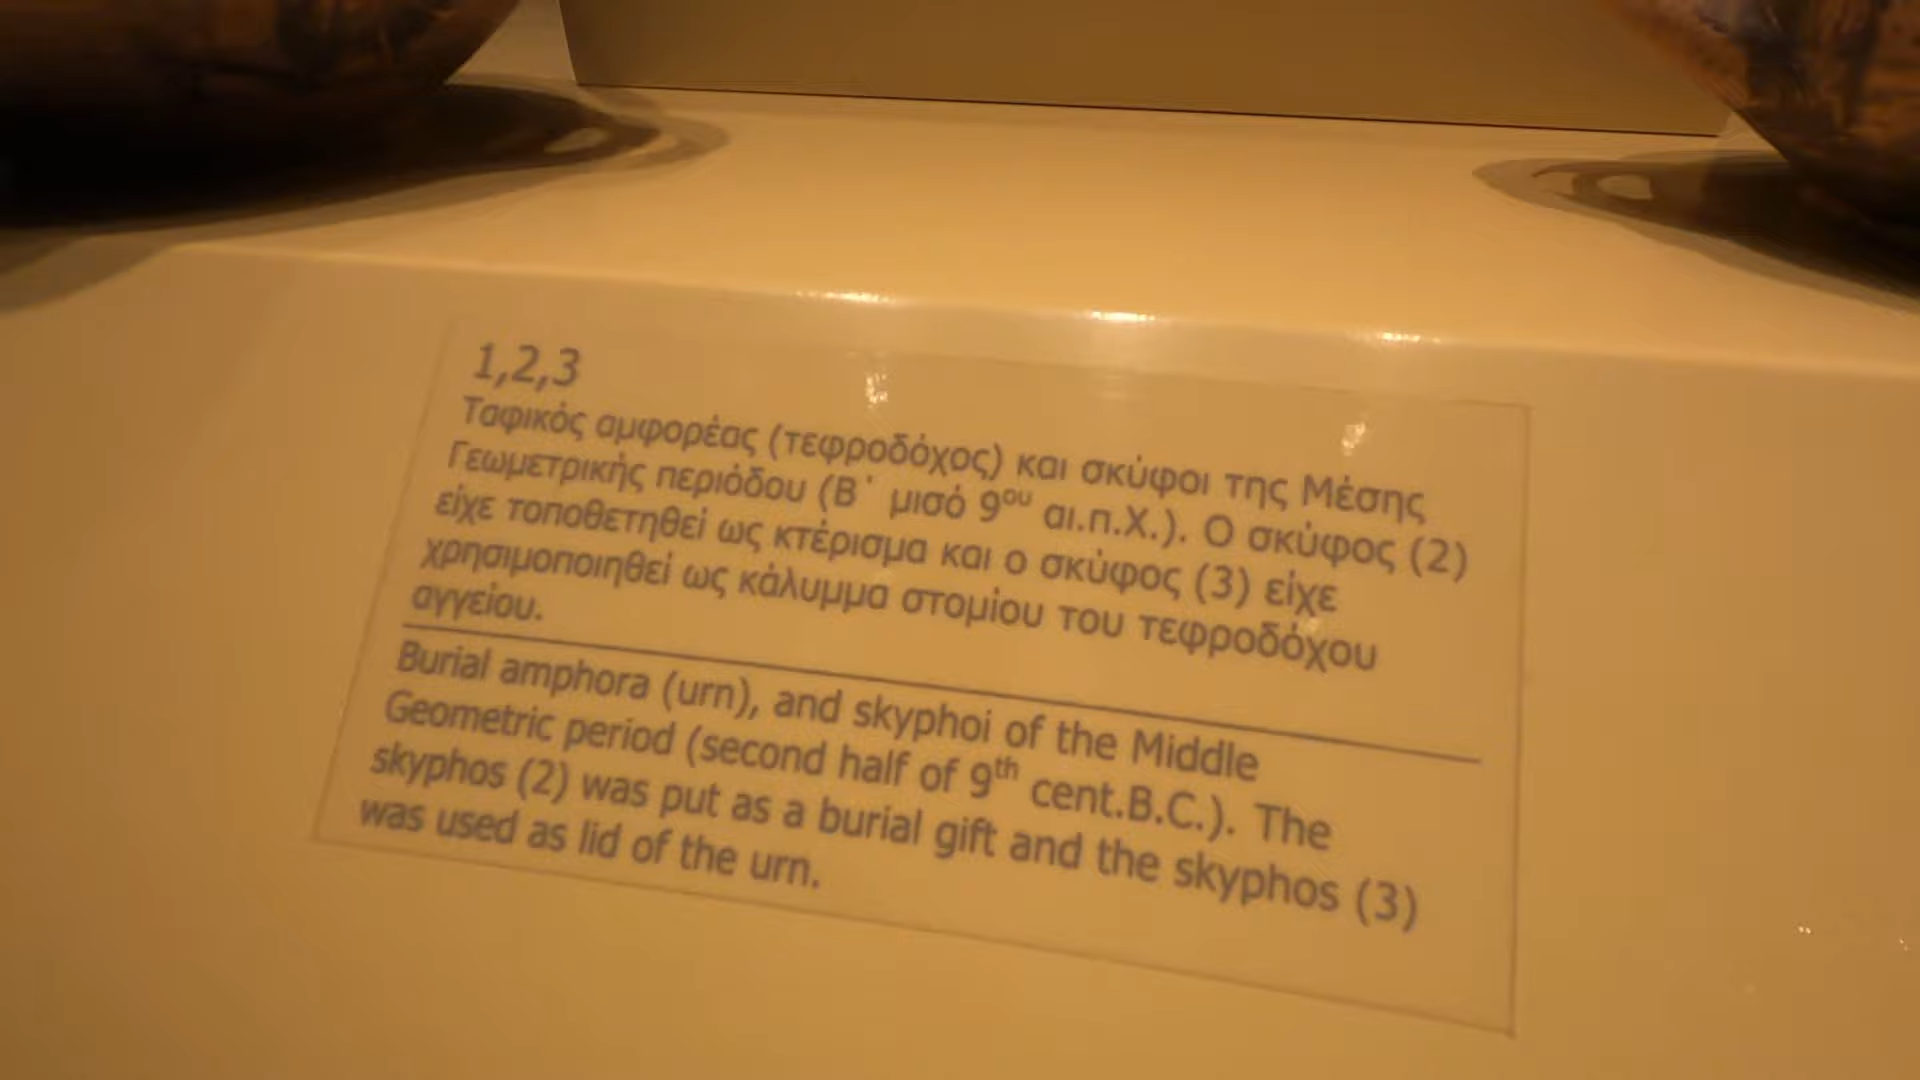 1,2,3
Ταφικός αμφορέας (τεφροδόχος) και σκύφοι της Μέσης
Γεωμετρικής περιόδου (Β΄ μισό 9ου αι.π.Χ.). Ο σκύφος (2)
είχε τοποθετηθεί ως κτέρισμα και ο σκύφος (3) είχε
χρησιμοποιηθεί ως κάλυμμα στομίου του τεφροδόχου
αγγείου.
Burial amphora (urn), and skyphoi of the Middle
Geometric period (second half of 9th cent.B.C.). The
skyphos (2) was put as a burial gift and the skyphos (3)
was used as lid of the urn.